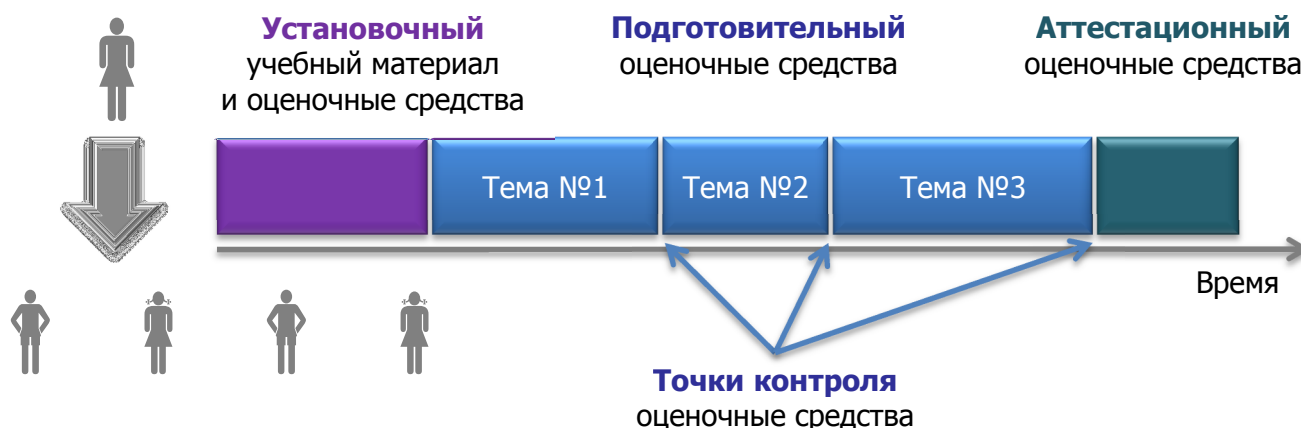 Установочный
учебный материал
и оценочные средства
Подготовительный
оценочные средства
Аттестационный
оценочные средства
Тема №1
Тема №2
Тема №3
Время
Точки контроля
оценочные средства